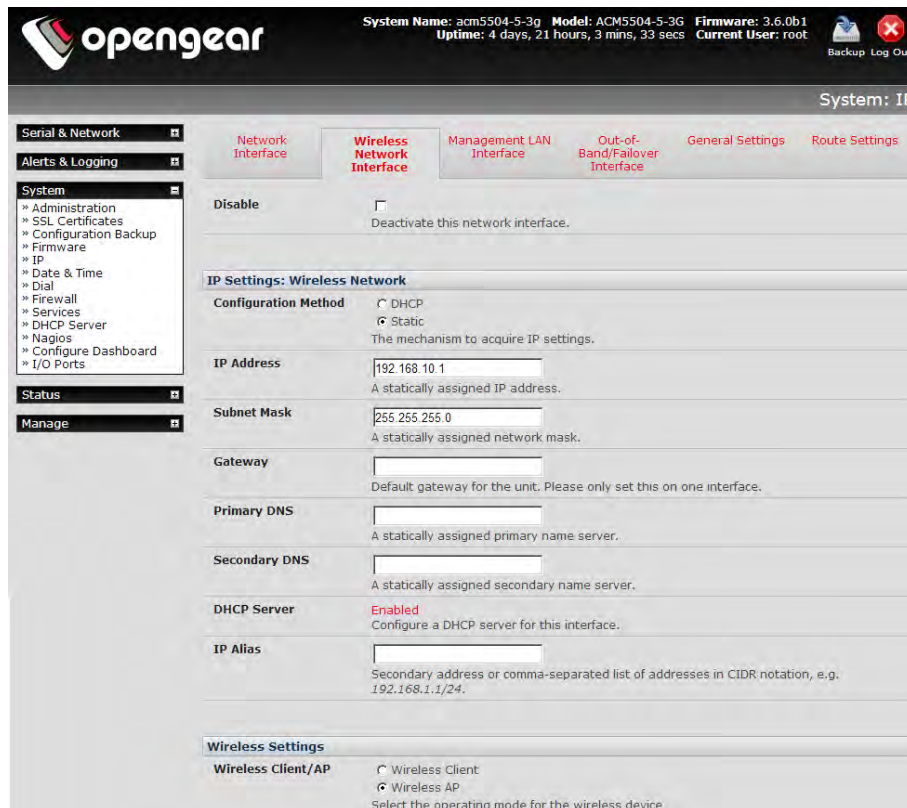 opengear
System Name: acm5504-5-3g Model: ACM5504-5-3G Firmware: 3.6.0b1
Uptime: 4 days, 21 hours, 3 mins, 33 secs Current User: root
Backup Log Ou
System: IP
Serial & Network
Alerts & Logging
System
» Administration
» SSL Certificates
» Configuration Backup
» Firmware
» IP
» Date & Time
» Dial
» Firewall
» Services
» DHCP Server
» Nagios
» Configure Dashboard
» I/O Ports
Status
Manage
Network
Interface
Wireless
Network
Interface
Management LAN
Interface
Out-of-
Band/Failover
Interface
General Settings
Route Settings
Disable
Deactivate this network interface.
IP Settings: Wireless Network
Configuration Method
DHCP
Static
The mechanism to acquire IP settings.
IP Address
192.168.10.1
A statically assigned IP address.
Subnet Mask
255.255.255.0
A statically assigned network mask.
Gateway
Default gateway for the unit. Please only set this on one interface.
Primary DNS
A statically assigned primary name server.
Secondary DNS
A statically assigned secondary name server.
DHCP Server
Enabled
Configure a DHCP server for this interface.
IP Alias
Secondary address or comma-separated list of addresses in CIDR notation, e.g.
192.168.1.1/24.
Wireless Settings
Wireless Client/AP
Wireless Client
Wireless AP
Select the operating mode for the wireless device